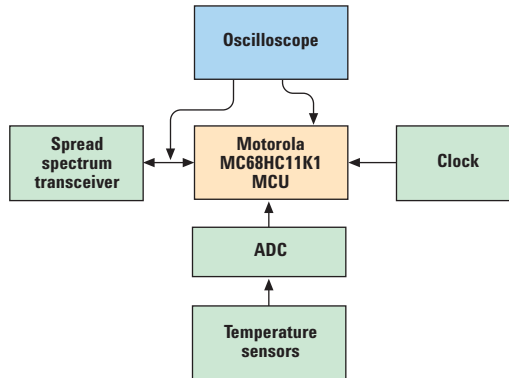 Oscilloscope
Spread
spectrum
transceiver
Motorola
MC68HC11K1
MCU
Clock
ADC
Temperature
sensors